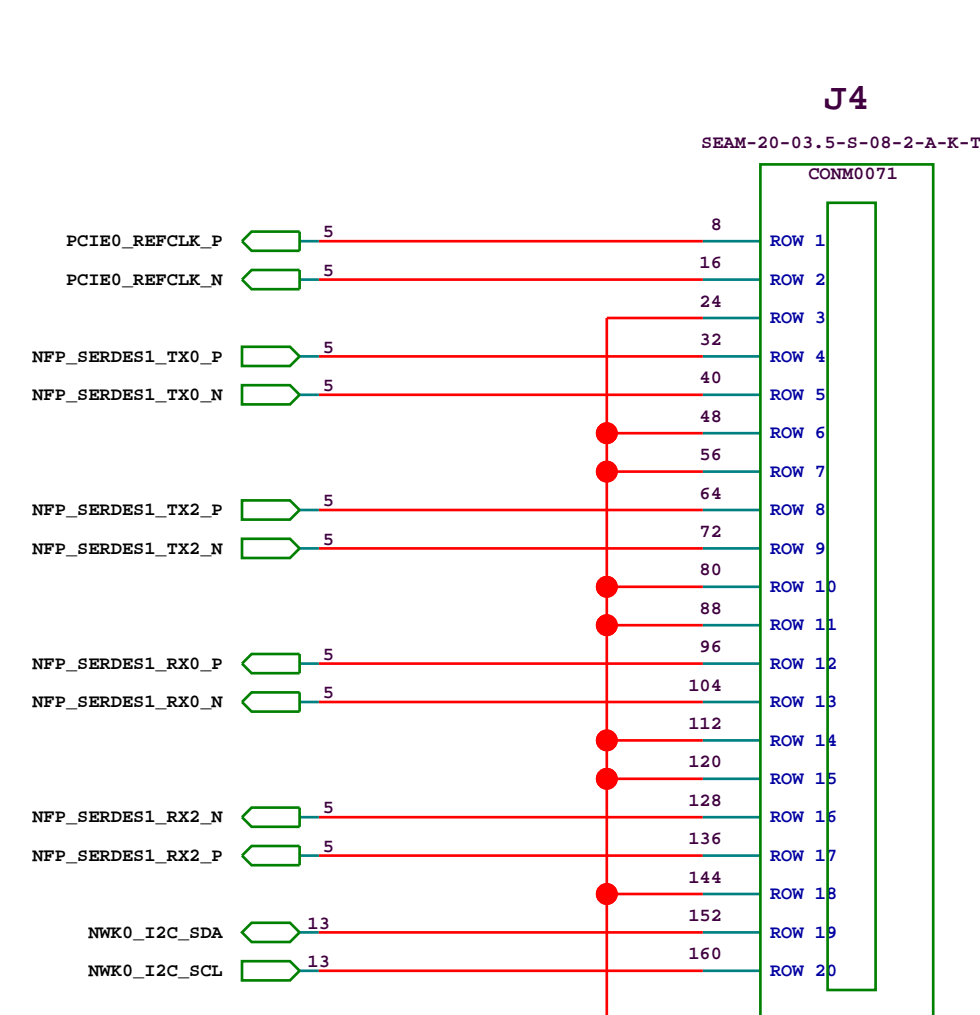 J4
SEAM-20-03.5-S-08-2-A-K-T
CONM0071
PCIE0_REFCLK_P 5 8 ROW 1
PCIE0_REFCLK_N 5 16 ROW 2
24 ROW 3
NFP_SERDES1_TX0_P 5 32 ROW 4
NFP_SERDES1_TX0_N 5 40 ROW 5
48 ROW 6
56 ROW 7
NFP_SERDES1_TX2_P 5 64 ROW 8
NFP_SERDES1_TX2_N 5 72 ROW 9
80 ROW 10
88 ROW 11
NFP_SERDES1_RX0_P 5 96 ROW 12
NFP_SERDES1_RX0_N 5 104 ROW 13
112 ROW 14
120 ROW 15
NFP_SERDES1_RX2_N 5 128 ROW 16
NFP_SERDES1_RX2_P 5 136 ROW 17
144 ROW 18
NWK0_I2C_SDA 13 152 ROW 19
NWK0_I2C_SCL 13 160 ROW 20